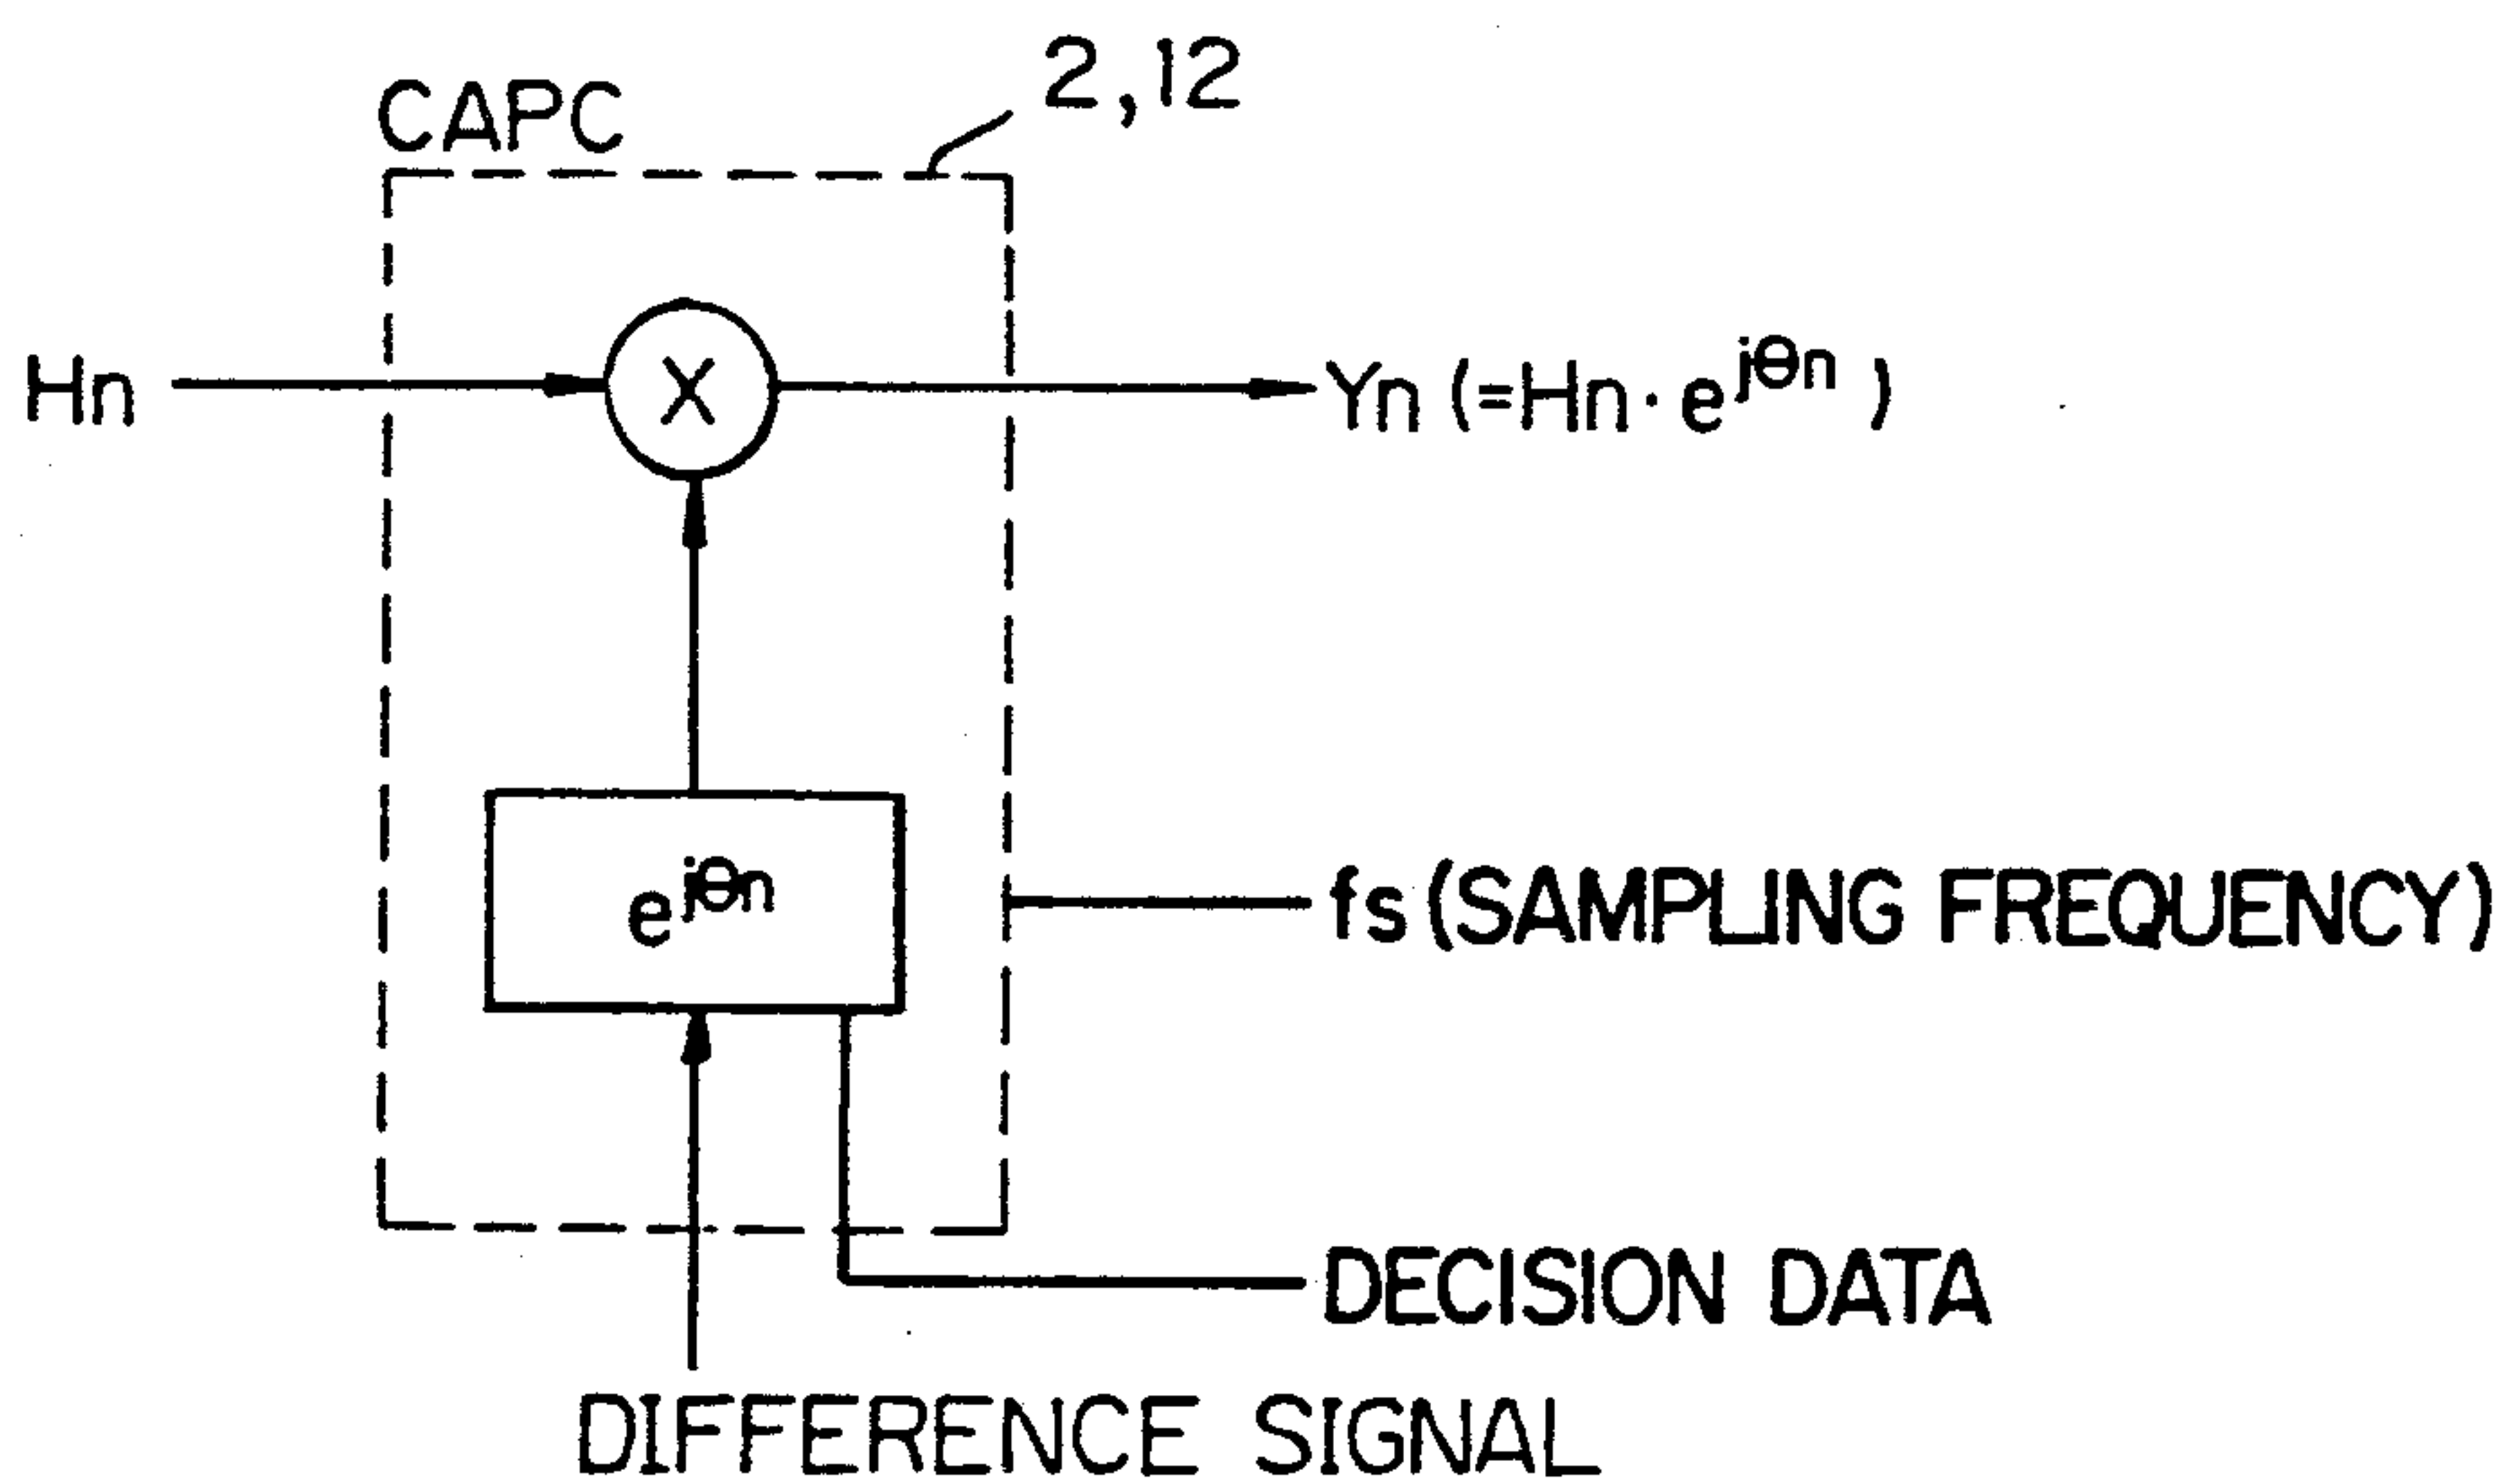 2,12
CAPC
Hn
X
Yn (=Hn·e^jθn)
e^jθn
fs (SAMPLING FREQUENCY)
DECISION DATA
DIFFERENCE SIGNAL